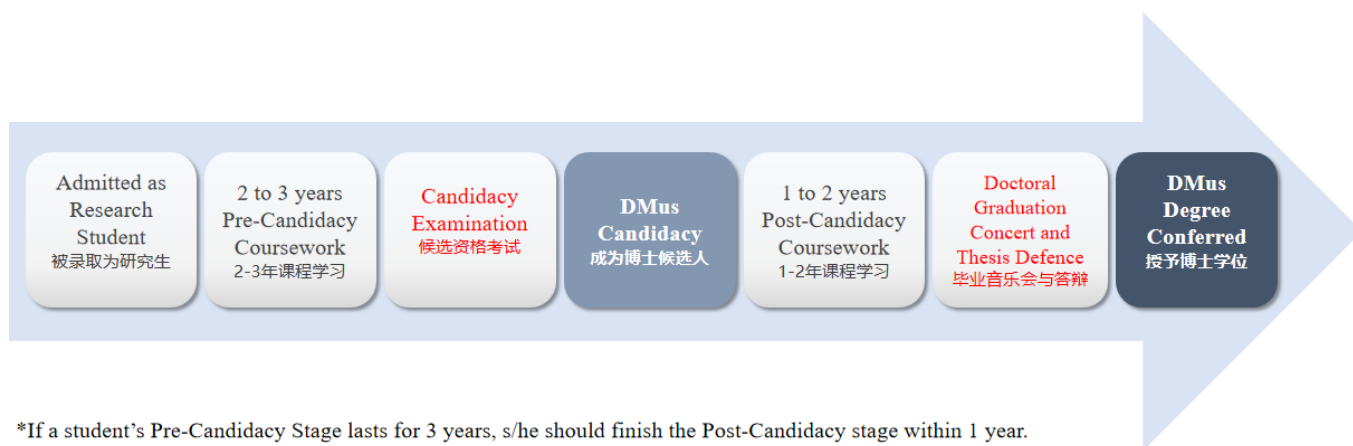 Admitted as
Research
Student
被录取为研究生
2 to 3 years
Pre-Candidacy
Coursework
2-3年课程学习
Candidacy
Examination
候选资格考试
DMus
Candidacy
成为博士候选人
1 to 2 years
Post-Candidacy
Coursework
1-2年课程学习
Doctoral
Graduation
Concert and
Thesis Defence
毕业音乐会与答辩
DMus
Degree
Conferred
授予博士学位
*If a student’s Pre-Candidacy Stage lasts for 3 years, s/he should finish the Post-Candidacy stage within 1 year.